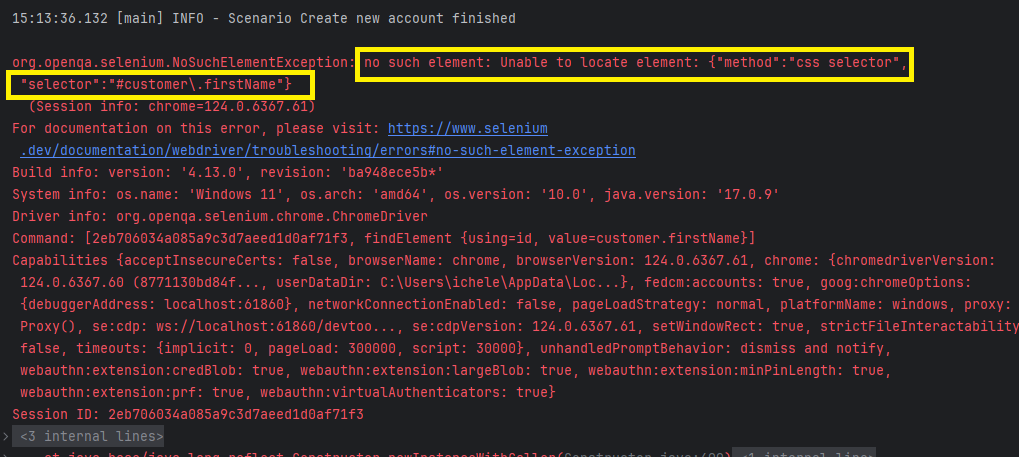 15:13:36.132 [main] INFO - Scenario Create new account finished
org.openqa.selenium.NoSuchElementException: no such element: Unable to locate element: {"method":"css selector",
"selector":"#customer\.firstName"}
(Session info: chrome=124.0.6367.61)
For documentation on this error, please visit: https://www.selenium
.dev/documentation/webdriver/troubleshooting/errors#no-such-element-exception
Build info: version: '4.13.0', revision: 'ba948ece5b*'
System info: os.name: 'Windows 11', os.arch: 'amd64', os.version: '10.0', java.version: '17.0.9'
Driver info: org.openqa.selenium.chrome.ChromeDriver
Command: [2eb706034a085a9c3d7aeed1d0af71f3, findElement {using=id, value=customer.firstName}]
Capabilities {acceptInsecureCerts: false, browserName: chrome, browserVersion: 124.0.6367.61, chrome: {chromedriverVersion:
124.0.6367.60 (8771130bd84f..., userDataDir: C:\Users\ichele\AppData\Loc...}, fedcm:accounts: true, goog:chromeOptions:
{debuggerAddress: localhost:61860}, networkConnectionEnabled: false, pageLoadStrategy: normal, platformName: windows, proxy:
Proxy(), se:cdp: ws://localhost:61860/devtoo..., se:cdpVersion: 124.0.6367.61, setWindowRect: true, strictFileInteractability
false, timeouts: {implicit: 0, pageLoad: 300000, script: 30000}, unhandledPromptBehavior: dismiss and notify,
webauthn:extension:credBlob: true, webauthn:extension:largeBlob: true, webauthn:extension:minPinLength: true,
webauthn:extension:prf: true, webauthn:virtualAuthenticators: true}
Session ID: 2eb706034a085a9c3d7aeed1d0af71f3
<3 internal lines>